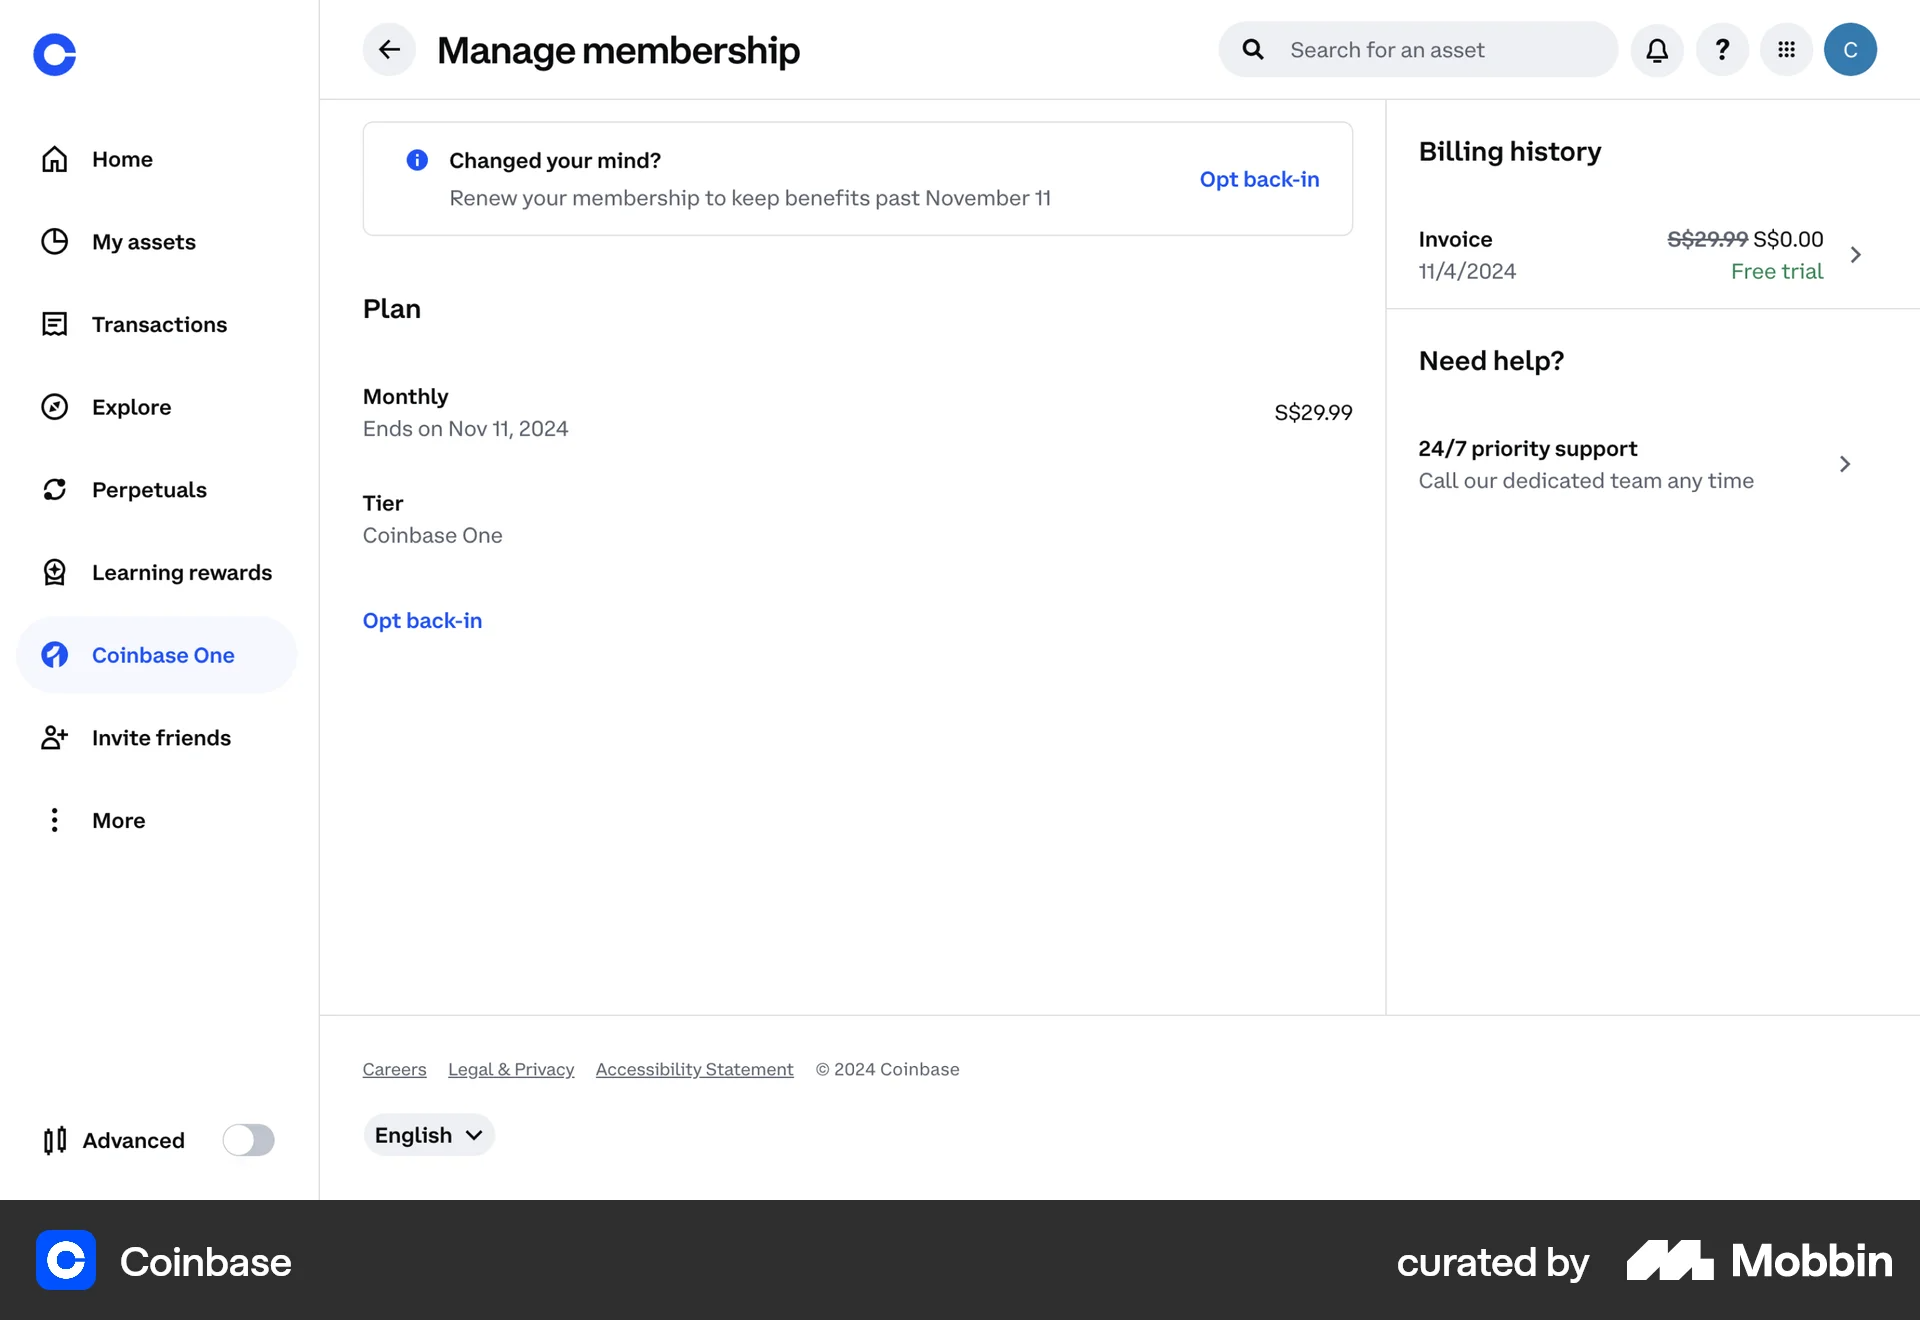 Manage membership
Search for an asset
C
Home
My assets
Transactions
Explore
Perpetuals
Learning rewards
Coinbase One
Invite friends
More
Advanced
Changed your mind?
Renew your membership to keep benefits past November 11
Opt back-in
Plan
Monthly
Ends on Nov 11, 2024
S$29.99
Tier
Coinbase One
Opt back-in
Billing history
Invoice
S$29.99 S$0.00
11/4/2024
Free trial
Need help?
24/7 priority support
Call our dedicated team any time
Careers Legal & Privacy Accessibility Statement © 2024 Coinbase
English
Coinbase
curated by Mobbin